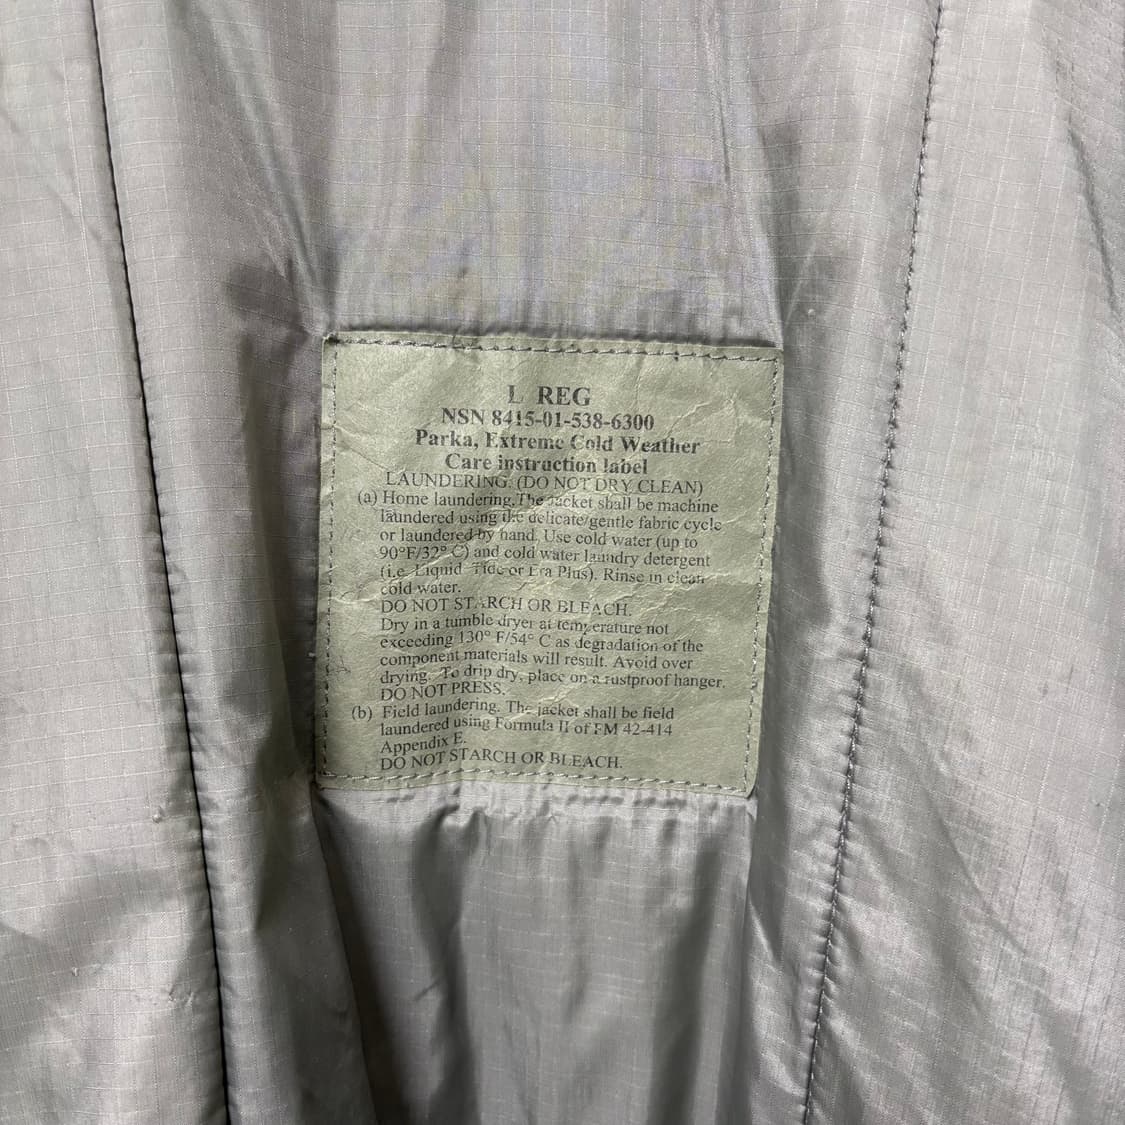 L REG
NSN 8415-01-538-6300
Parka, Extreme Cold Weather
Care instruction label
LAUNDERING: (DO NOT DRY CLEAN)
(a) Home laundering. The jacket shall be machine
laundered using the delicate/gentle fabric cycle
or laundered by hand. Use cold water (up to
90°F/32° C) and cold water laundry detergent
(i.e. Liquid Tide or Era Plus). Rinse in clean
cold water.
DO NOT STARCH OR BLEACH.
Dry in a tumble dryer at temperature not
exceeding 130° F/54° C as degradation of the
component materials will result. Avoid over
drying. To drip dry, place on a rustproof hanger.
DO NOT PRESS.
(b) Field laundering. The jacket shall be field
laundered using Formula II of FM 42-414
Appendix E.
DO NOT STARCH OR BLEACH.